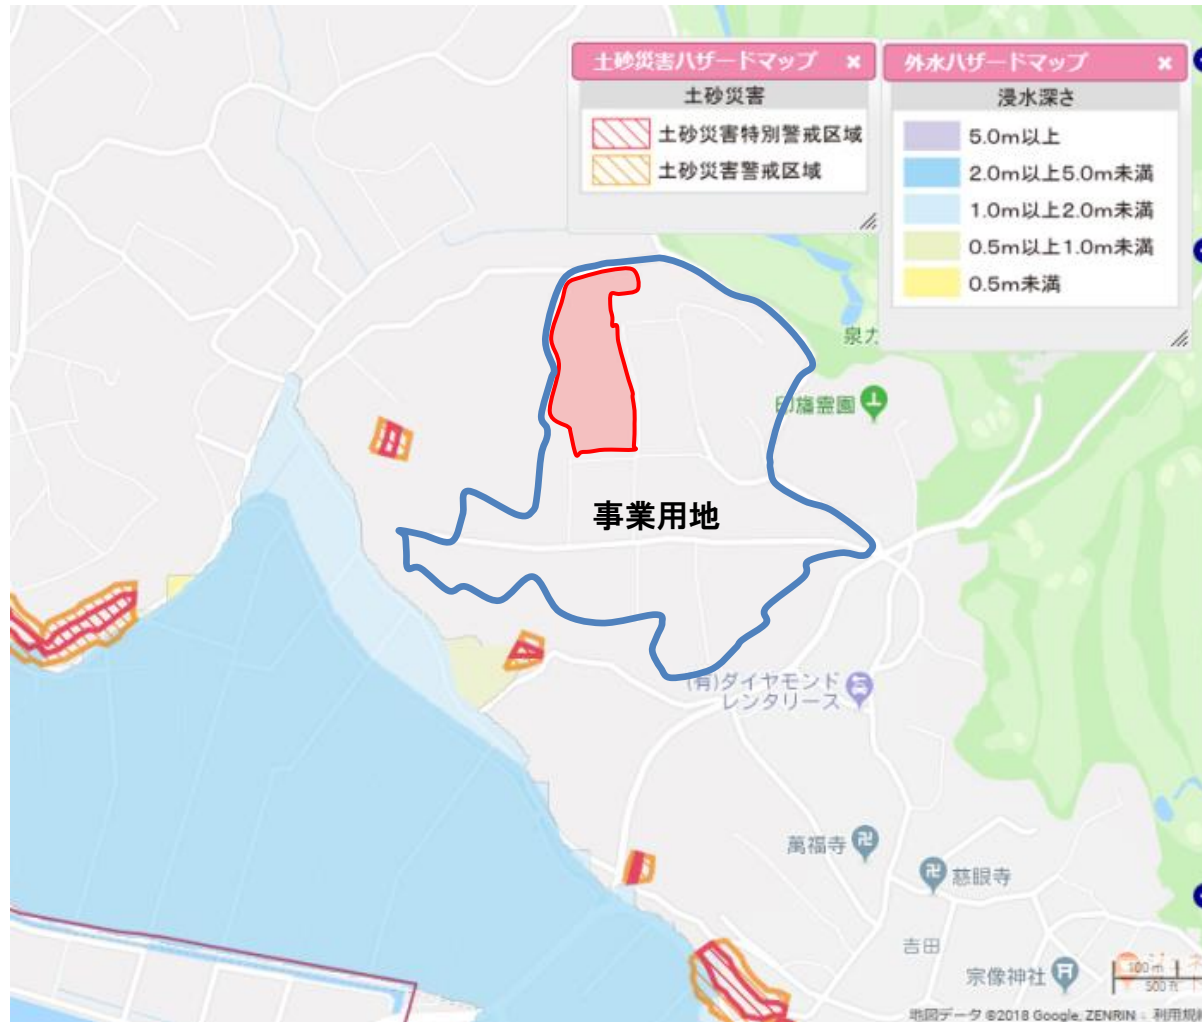 土砂災害ハザードマップ ×
土砂災害
土砂災害特別警戒区域
土砂災害警戒区域
外水ハザードマップ ×
浸水深さ
5.0m以上
2.0m以上5.0m未満
1.0m以上2.0m未満
0.5m以上1.0m未満
0.5m未満
印旛霊園
事業用地
(有)ダイヤモンド
レンタリース
萬福寺
慈眼寺
吉田
宗像神社
100 m
500 ft
地図データ ©2018 Google, ZENRIN
利用規